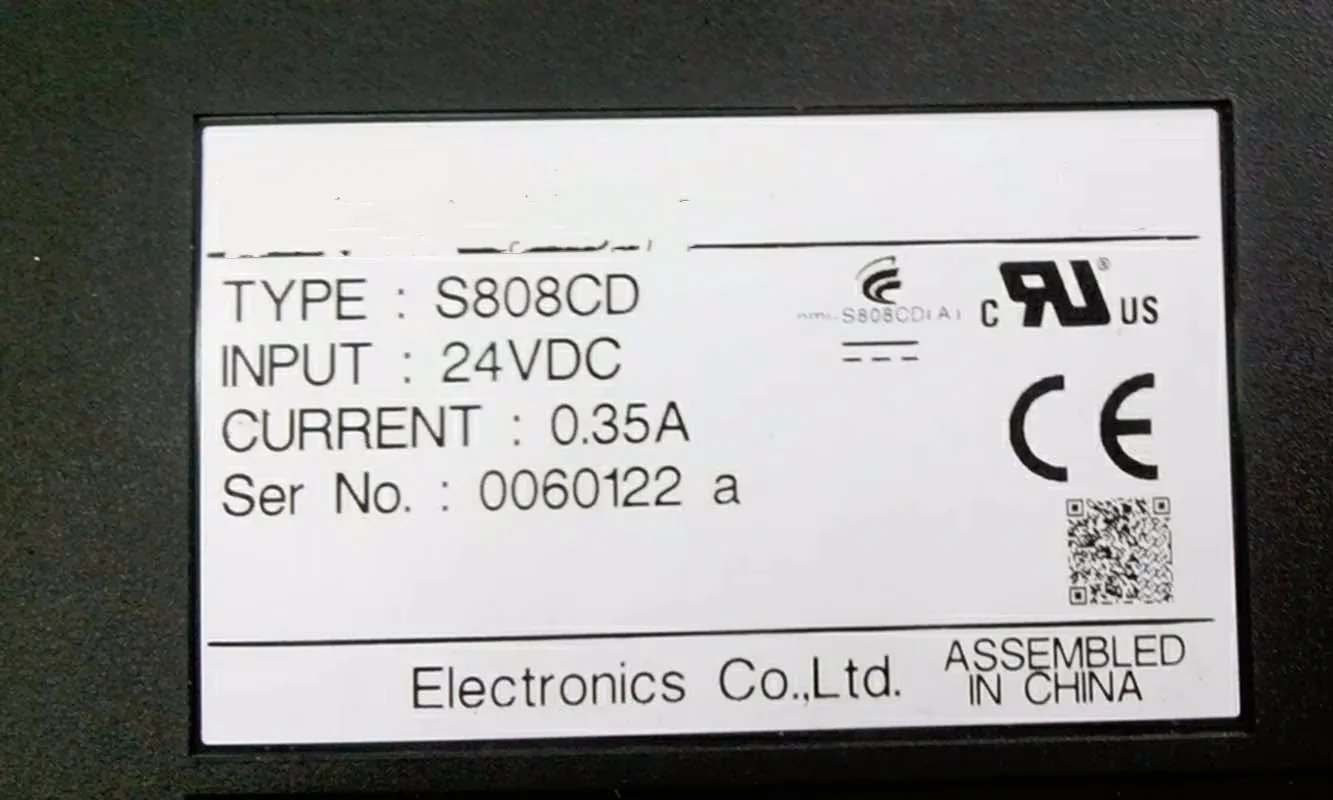 TYPE : S808CD
S808CD(A)
C US
INPUT : 24VDC
CURRENT : 0.35A
CE
Ser No. : 0060122 a
Electronics Co.,Ltd.
ASSEMBLED
IN CHINA